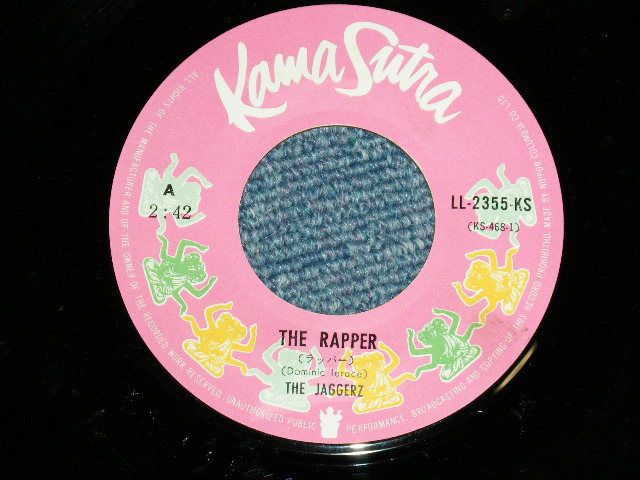 Kama Sutra
A
2:42
LL-2355-KS
(KS-468-1)
THE RAPPER
(ラッパー)
(Dominic Ierace)
THE JAGGERZ
ALL RIGHTS OF THE MANUFACTURER AND OF THE OWNER OF THE RECORDED WORK RESERVED. UNAUTHORIZED PUBLIC PERFORMANCE, BROADCASTING AND COPYING OF THIS RECORD PROHIBITED. MADE BY NIPPON COLUMBIA CO. LTD